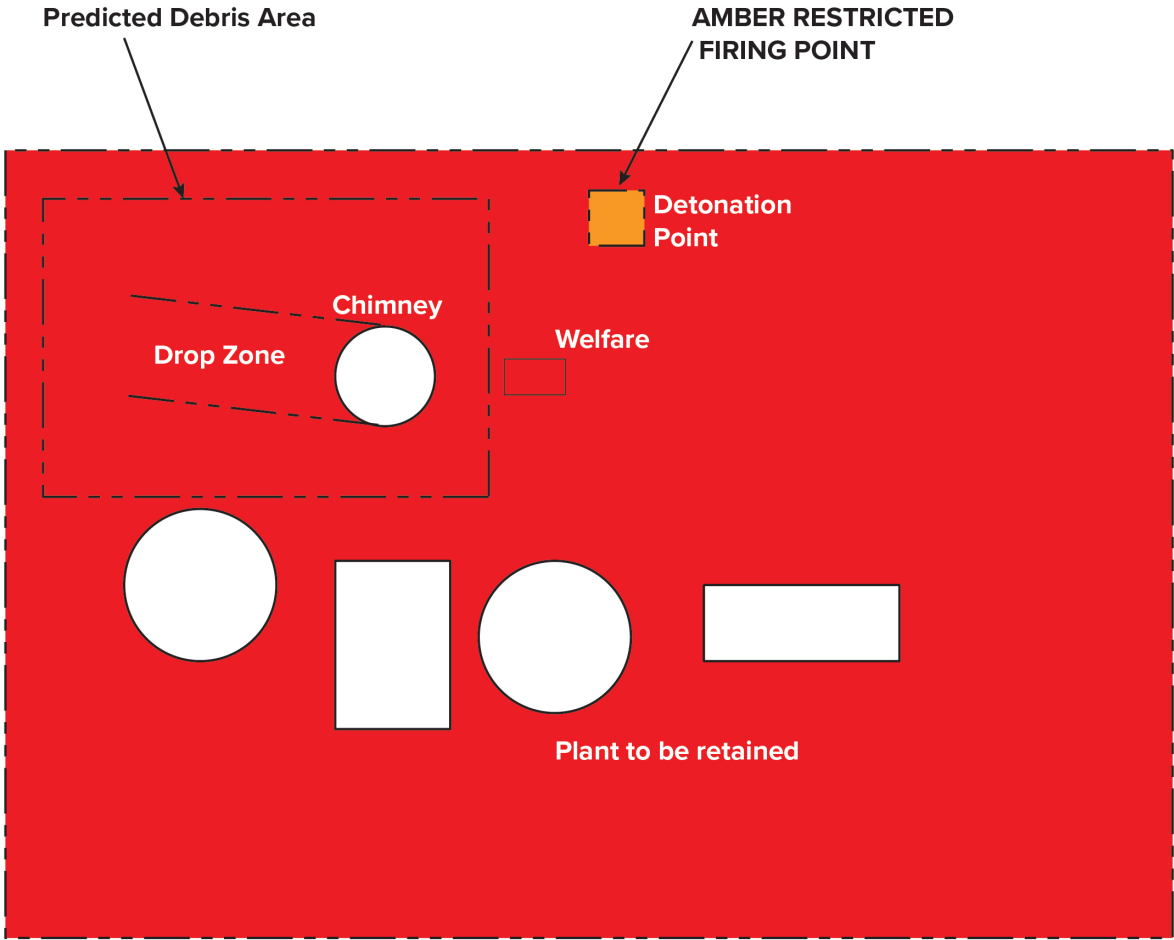 Predicted Debris Area
AMBER RESTRICTED
FIRING POINT
Detonation
Point
Chimney
Welfare
Drop Zone
Plant to be retained